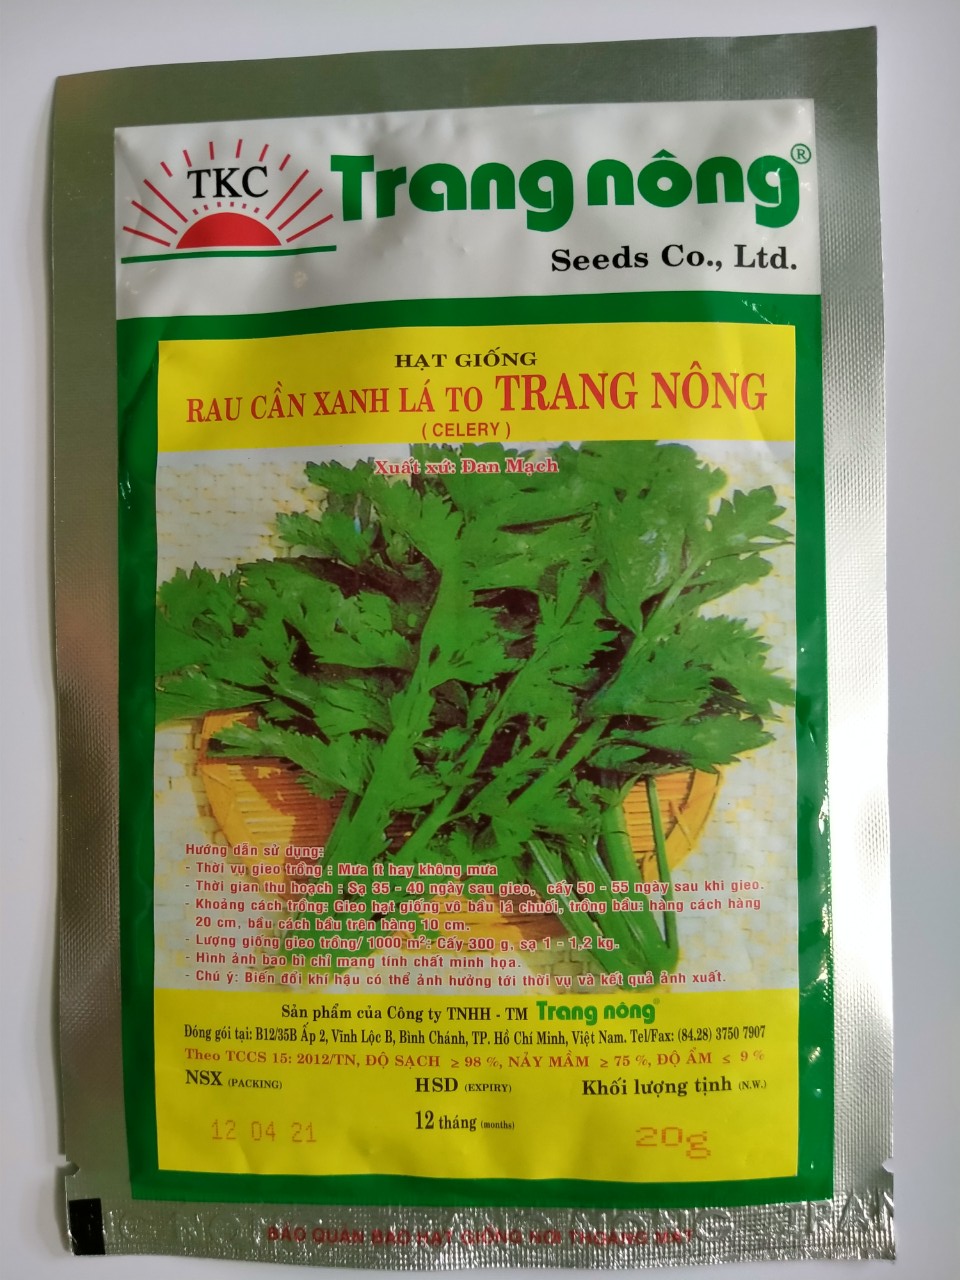 TKC
Trang nông ®
Seeds Co., Ltd.
HẠT GIỐNG
RAU CẦN XANH LÁ TO TRANG NÔNG
( CELERY )
Xuất xứ: Đan Mạch
Hướng dẫn sử dụng:
- Thời vụ gieo trồng : Mưa ít hay không mưa
- Thời gian thu hoạch : Sạ 35 - 40 ngày sau gieo, cấy 50 - 55 ngày sau khi gieo.
- Khoảng cách trồng: Gieo hạt giống vô bầu lá chuối, trồng bầu: hàng cách hàng
20 cm, bầu cách bầu trên hàng 10 cm.
- Lượng giống gieo trồng/ 1000 m²: Cấy 300 g, sạ 1 - 1,2 kg.
- Hình ảnh bao bì chỉ mang tính chất minh họa.
- Chú ý: Biến đổi khí hậu có thể ảnh hưởng tới thời vụ và kết quả sản xuất.
Sản phẩm của Công ty TNHH - TM Trang nông®
Đóng gói tại: B12/35B Ấp 2, Vĩnh Lộc B, Bình Chánh, TP. Hồ Chí Minh, Việt Nam. Tel/Fax: (84.28) 3750 7907
Theo TCCS 15: 2012/TN, ĐỘ SẠCH ≥ 98 %, NẢY MẦM ≥ 75 %, ĐỘ ẨM ≤ 9 %
NSX (PACKING) HSD (EXPIRY) Khối lượng tịnh (N.W.)
12 04 21 12 tháng (months) 20g
BẢO QUẢN BAO HẠT GIỐNG NƠI THOÁNG MÁT